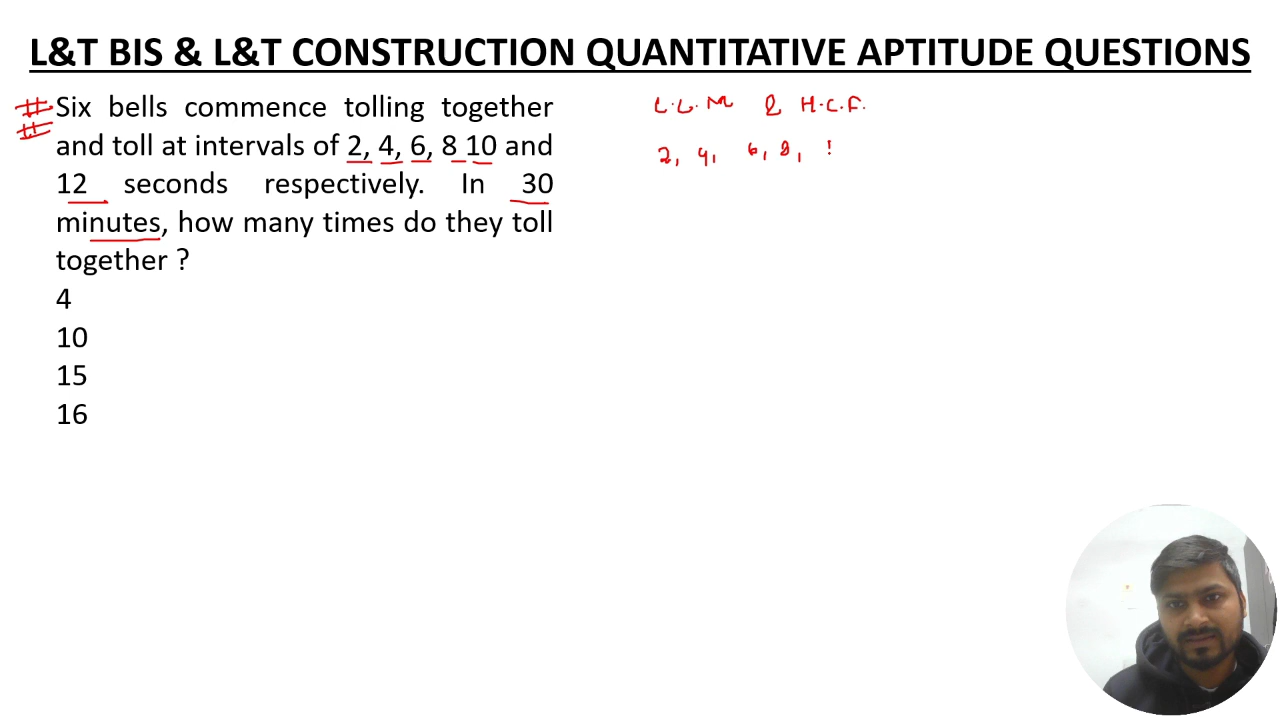 L&T BIS & L&T CONSTRUCTION QUANTITATIVE APTITUDE QUESTIONS
Six bells commence tolling together
and toll at intervals of 2, 4, 6, 8 10 and
12 seconds respectively. In 30
minutes, how many times do they toll
together ?
4
10
15
16
L.C.M & H.C.F.
2, 4, 6, 8, 1